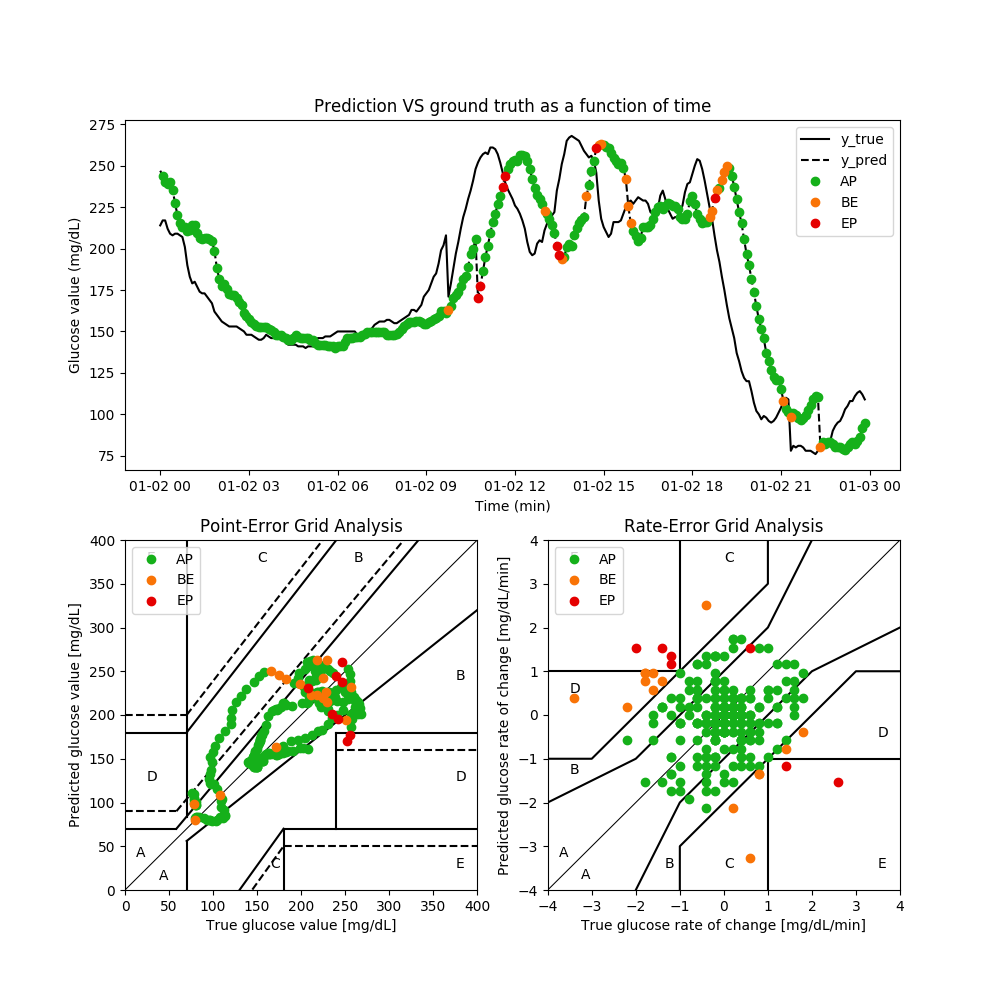 Prediction VS ground truth as a function of time
Glucose value (mg/dL)
275
250
225
200
175
150
125
100
75
y_true
y_pred
AP
BE
EP
01-02 00 01-02 03 01-02 06 01-02 09 01-02 12 01-02 15 01-02 18 01-02 21 01-03 00
Time (min)
Point-Error Grid Analysis
Predicted glucose value [mg/dL]
400
350
300
250
200
150
100
50
0
AP
BE
EP
C
B
B
D
D
A
A
C
E
0 50 100 150 200 250 300 350 400
True glucose value [mg/dL]
Rate-Error Grid Analysis
Predicted glucose rate of change [mg/dL/min]
4
3
2
1
0
−1
−2
−3
−4
AP
BE
EP
C
D
D
B
A
A
B
C
E
−4 −3 −2 −1 0 1 2 3 4
True glucose rate of change [mg/dL/min]